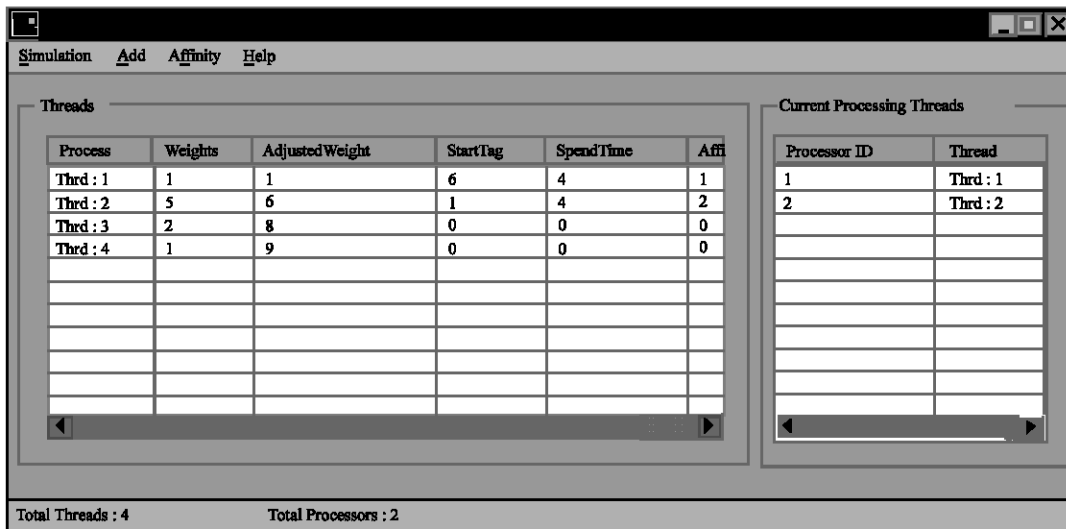 Simulation Add Affinity Help
Threads
Process Weights AdjustedWeight StartTag SpendTime Affi
Thrd : 1 1 1 6 4 1
Thrd : 2 5 6 1 4 2
Thrd : 3 2 8 0 0 0
Thrd : 4 1 9 0 0 0
Current Processing Threads
Processor ID Thread
1 Thrd : 1
2 Thrd : 2
Total Threads : 4 Total Processors : 2